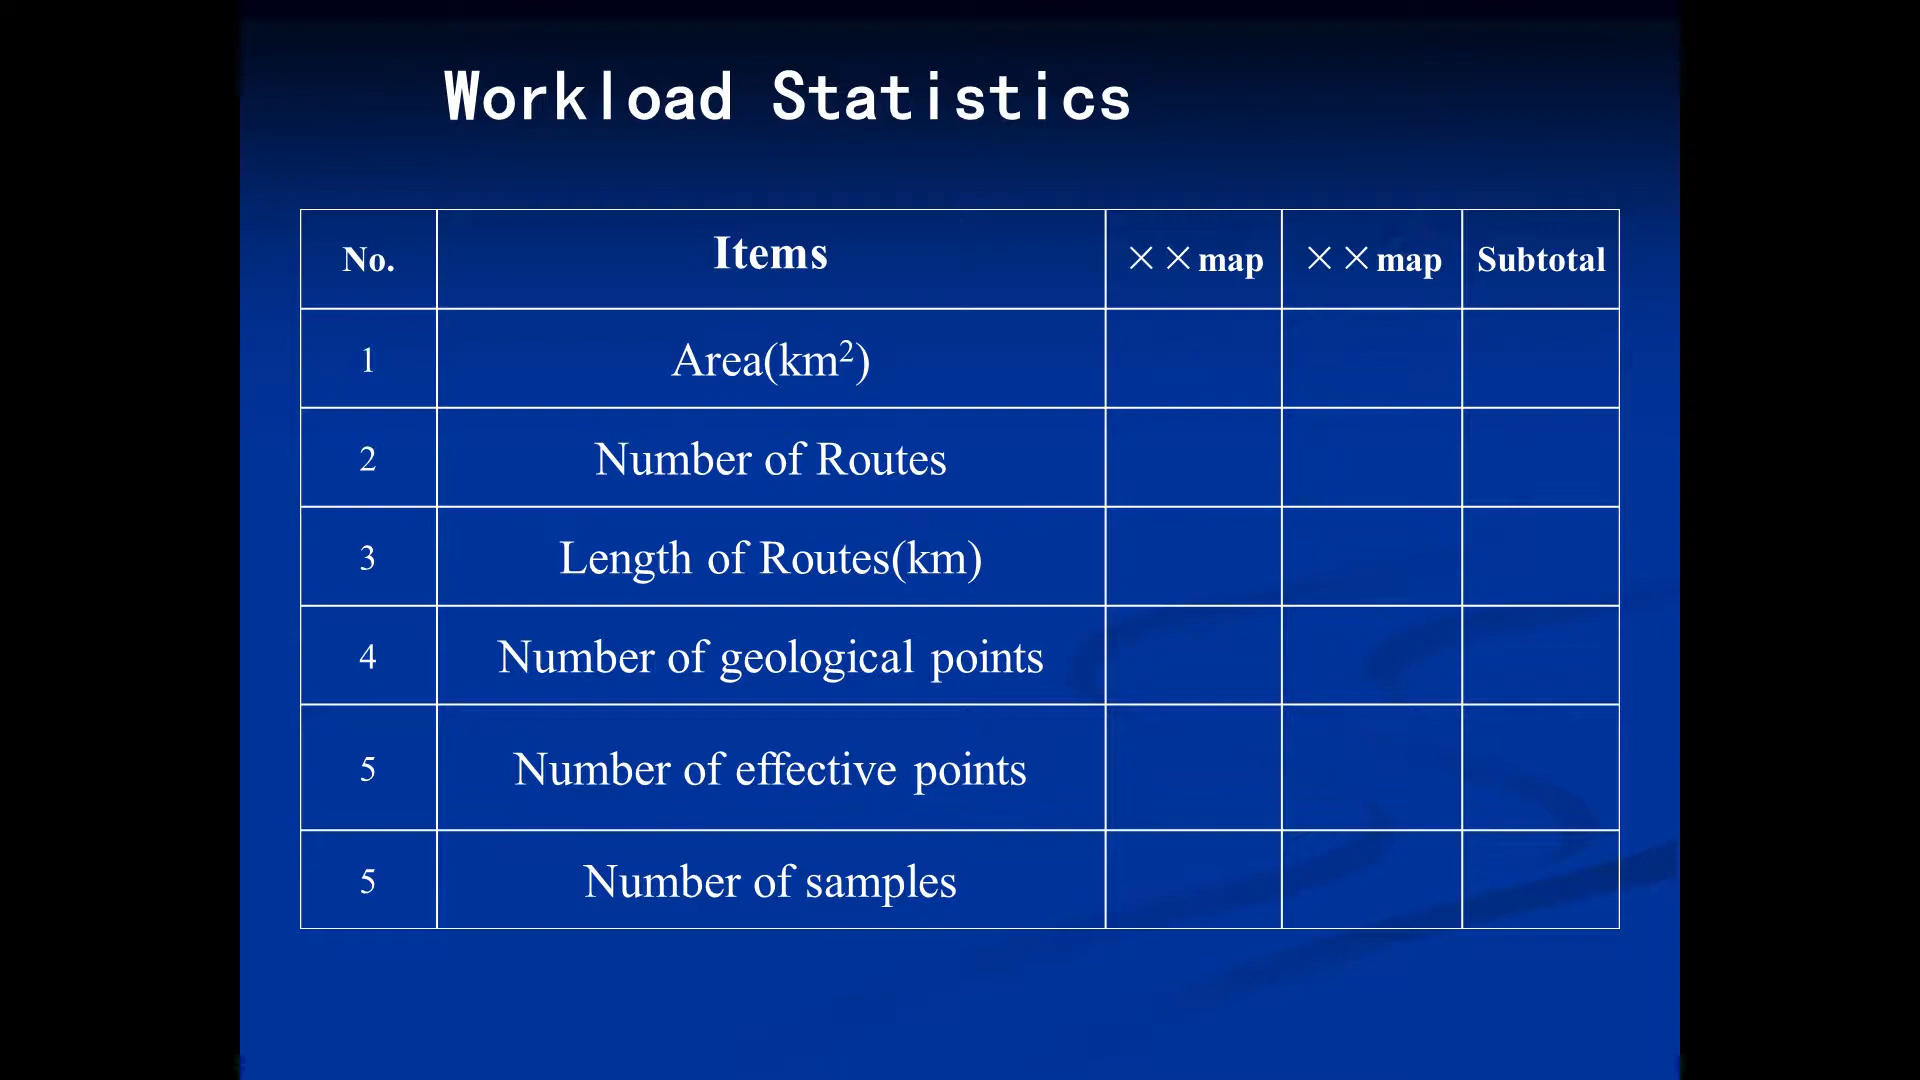 Workload Statistics
No. Items ××map ××map Subtotal
1 Area(km²)
2 Number of Routes
3 Length of Routes(km)
4 Number of geological points
5 Number of effective points
5 Number of samples